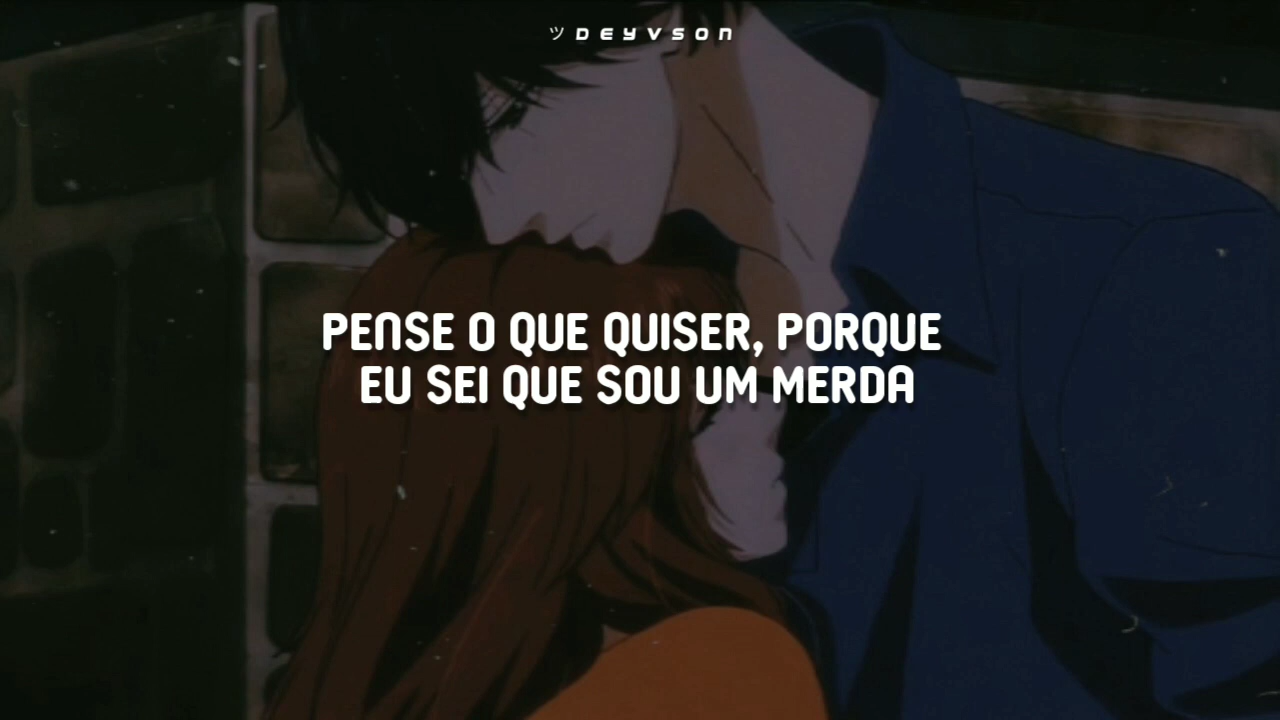 ツDEYVSON
PENSE O QUE QUISER, PORQUE
EU SEI QUE SOU UM MERDA